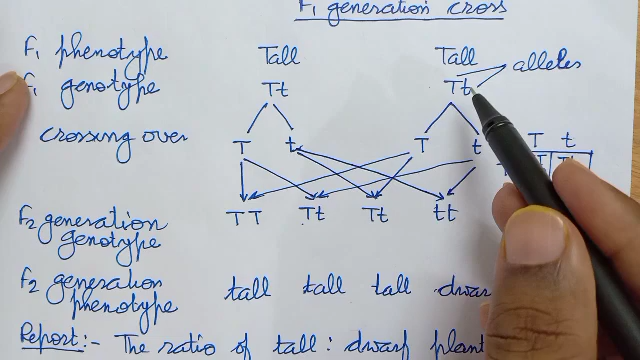 F1 generation cross
F1 phenotype Tall Tall alleles
F1 genotype Tt Tt
crossing over T t T t T t
F2 generation genotype TT Tt Tt tt
F2 generation phenotype tall tall tall
Report:- The ratio of tall : dwarf plant